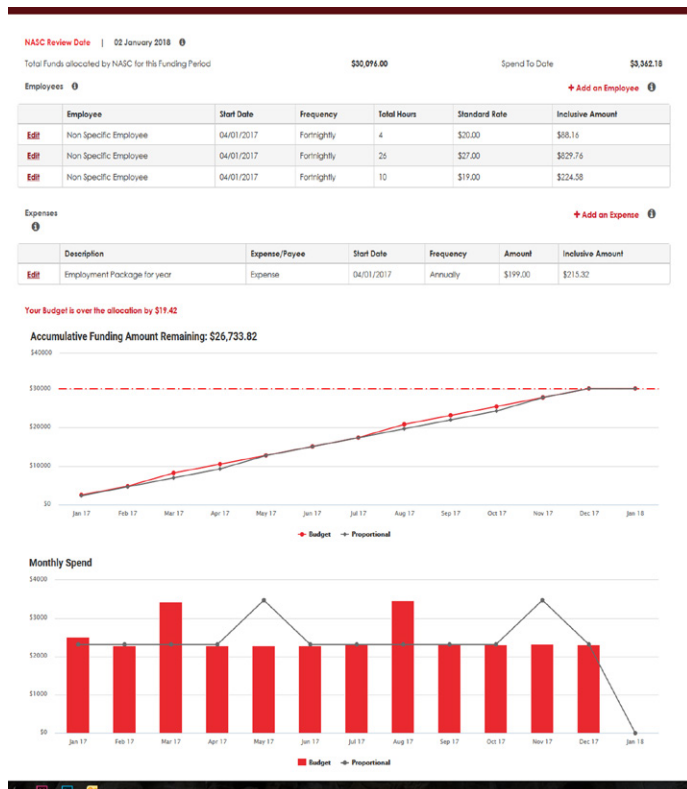 NASC Review Date | 02 January 2018
Total Funds allocated by NASC for this Funding Period $30,096.00 Spend To Date $3,362.18
Employees + Add an Employee
Employee Start Date Frequency Total Hours Standard Rate Inclusive Amount
Edit Non Specific Employee 04/01/2017 Fortnightly 4 $20.00 $88.16
Edit Non Specific Employee 04/01/2017 Fortnightly 26 $27.00 $829.76
Edit Non Specific Employee 04/01/2017 Fortnightly 10 $19.00 $224.58
Expenses + Add an Expense
Description Expense/Payee Start Date Frequency Amount Inclusive Amount
Edit Employment Package for year Expense 04/01/2017 Annually $199.00 $215.32
Your Budget is over the allocation by $19.42
Accumulative Funding Amount Remaining: $26,733.82
$40000
$30000
$20000
$10000
$0
Jan 17 Feb 17 Mar 17 Apr 17 May 17 Jun 17 Jul 17 Aug 17 Sep 17 Oct 17 Nov 17 Dec 17 Jan 18
Budget Proportional
Monthly Spend
$4000
$3000
$2000
$1000
$0
Jan 17 Feb 17 Mar 17 Apr 17 May 17 Jun 17 Jul 17 Aug 17 Sep 17 Oct 17 Nov 17 Dec 17 Jan 18
Budget Proportional